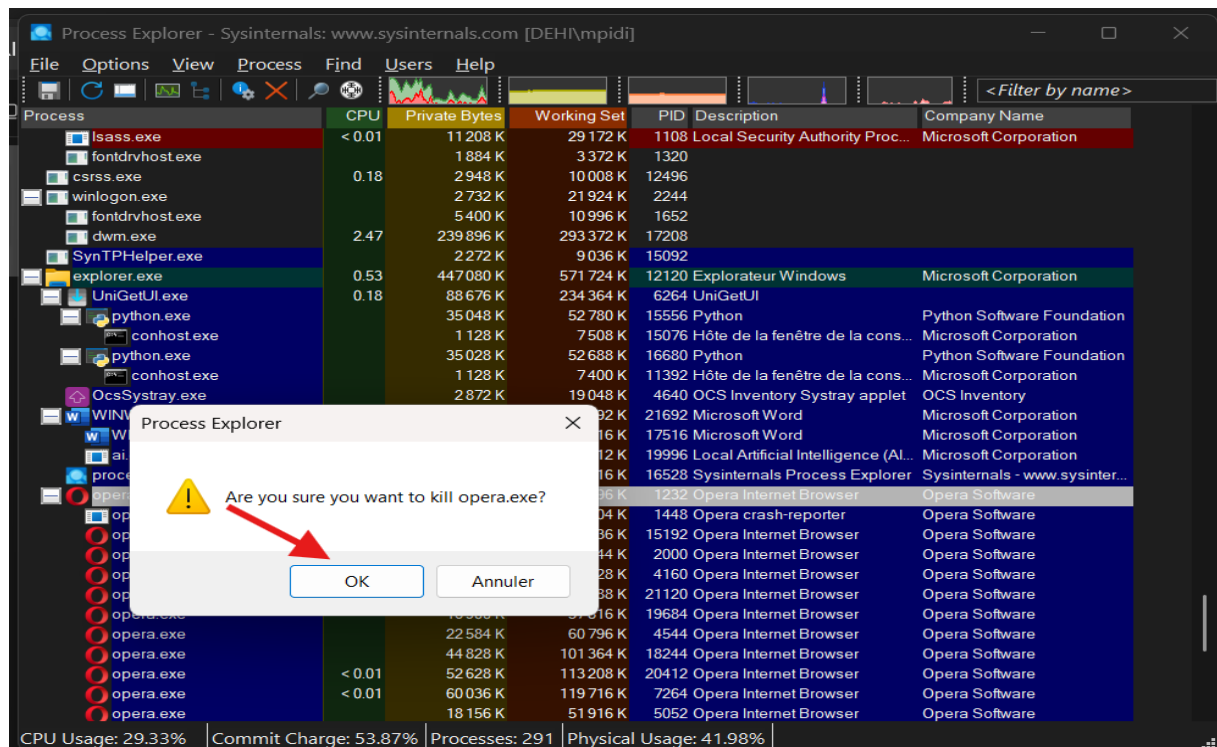 Process Explorer - Sysinternals: www.sysinternals.com [DEHI\mpidi]
File Options View Process Find Users Help
<Filter by name>
Process CPU Private Bytes Working Set PID Description Company Name
lsass.exe < 0.01 11 208 K 29 172 K 1108 Local Security Authority Proc... Microsoft Corporation
fontdrvhost.exe 1 884 K 3 372 K 1320
csrss.exe 0.18 2 948 K 10 008 K 12496
winlogon.exe 2 732 K 21 924 K 2244
fontdrvhost.exe 5 400 K 10 996 K 1652
dwm.exe 2.47 239 896 K 293 372 K 17208
SynTPHelper.exe 2 272 K 9 036 K 15092
explorer.exe 0.53 447 080 K 571 724 K 12120 Explorateur Windows Microsoft Corporation
UniGetUI.exe 0.18 88 676 K 234 364 K 6264 UniGetUI
python.exe 35 048 K 52 780 K 15556 Python Python Software Foundation
conhost.exe 1 128 K 7 508 K 15076 Hôte de la fenêtre de la cons... Microsoft Corporation
python.exe 35 028 K 52 688 K 16680 Python Python Software Foundation
conhost.exe 1 128 K 7 400 K 11392 Hôte de la fenêtre de la cons... Microsoft Corporation
OcsSystray.exe 2 872 K 19 048 K 4640 OCS Inventory Systray applet OCS Inventory
21692 Microsoft Word Microsoft Corporation
Process Explorer
17516 Microsoft Word Microsoft Corporation
19996 Local Artificial Intelligence (AI... Microsoft Corporation
16528 Sysinternals Process Explorer Sysinternals - www.sysinter...
1232 Opera Internet Browser Opera Software
Are you sure you want to kill opera.exe?
1448 Opera crash-reporter Opera Software
15192 Opera Internet Browser Opera Software
2000 Opera Internet Browser Opera Software
4160 Opera Internet Browser Opera Software
OK Annuler
21120 Opera Internet Browser Opera Software
19684 Opera Internet Browser Opera Software
opera.exe 22 584 K 60 796 K 4544 Opera Internet Browser Opera Software
opera.exe 44 828 K 101 364 K 18244 Opera Internet Browser Opera Software
opera.exe < 0.01 52 628 K 113 208 K 20412 Opera Internet Browser Opera Software
opera.exe < 0.01 60 036 K 119 716 K 7264 Opera Internet Browser Opera Software
opera.exe 18 156 K 51 916 K 5052 Opera Internet Browser Opera Software
CPU Usage: 29.33% Commit Charge: 53.87% Processes: 291 Physical Usage: 41.98%